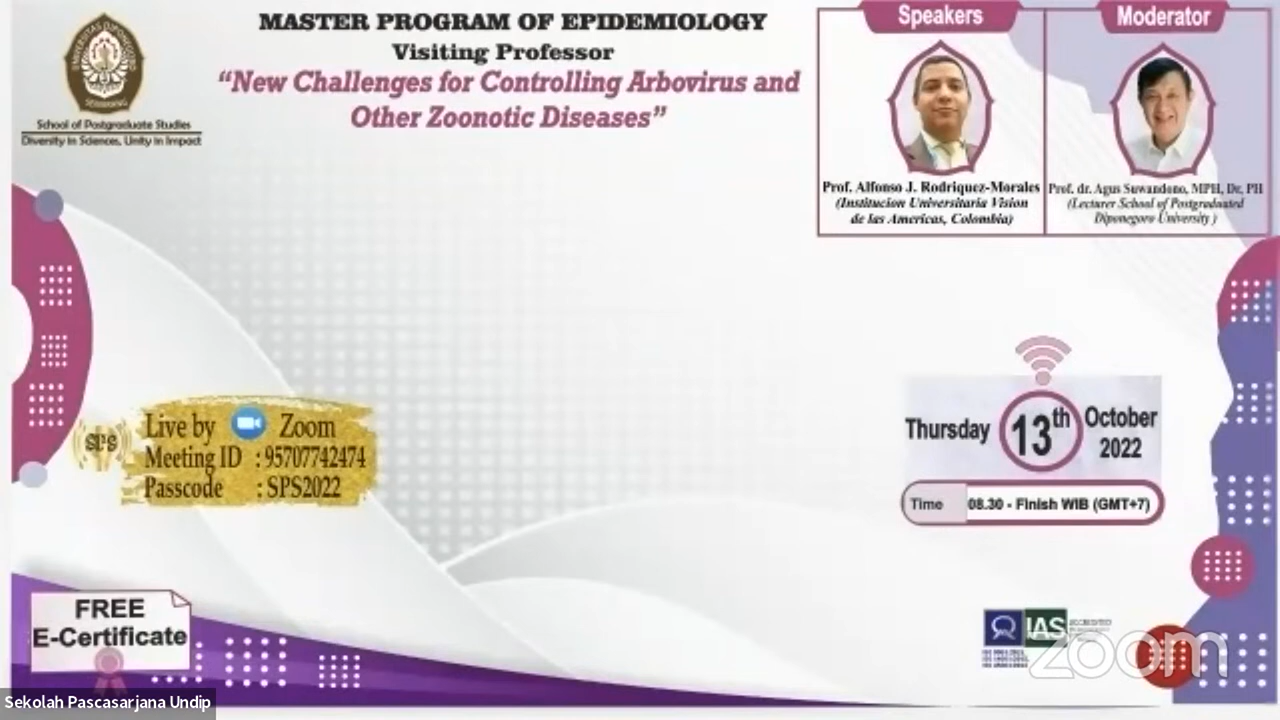 MASTER PROGRAM OF EPIDEMIOLOGY
Visiting Professor
“New Challenges for Controlling Arbovirus and
Other Zoonotic Diseases”
UNIVERSITAS DIPONEGORO
SEMARANG
School of Postgraduate Studies
Diversity in Sciences, Unity in Impact
Speakers
Prof. Alfonso J. Rodriquez-Morales
(Institucion Universitaria Vision
de las Americas, Colombia)
Moderator
Prof. dr. Agus Suwandono, MPH, Dr, PH
(Lecturer School of Postgraduated
Diponegoro University )
SPS
Live by Zoom
Meeting ID : 95707742474
Passcode : SPS2022
Thursday 13th October
2022
Time 08.30 - Finish WIB (GMT+7)
FREE
E-Certificate
IAS
zoom
Sekolah Pascasarjana Undip